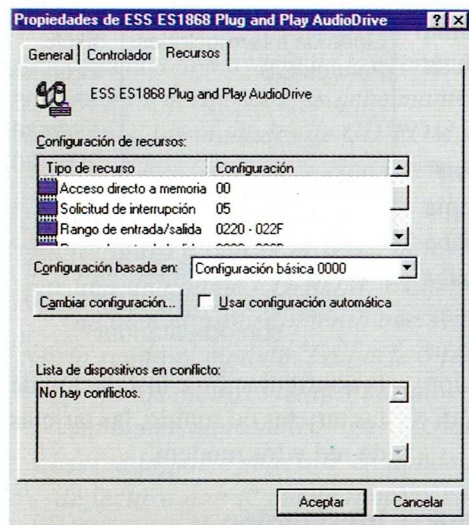 Propiedades de ESS ES1868 Plug and Play AudioDrive
General Controlador Recursos
ESS ES1868 Plug and Play AudioDrive
Configuración de recursos:
Tipo de recurso Configuración
Acceso directo a memoria 00
Solicitud de interrupción 05
Rango de entrada/salida 0220 - 022F
Configuración basada en: Configuración básica 0000
Cambiar configuración... Usar configuración automática
Lista de dispositivos en conflicto:
No hay conflictos.
Aceptar Cancelar